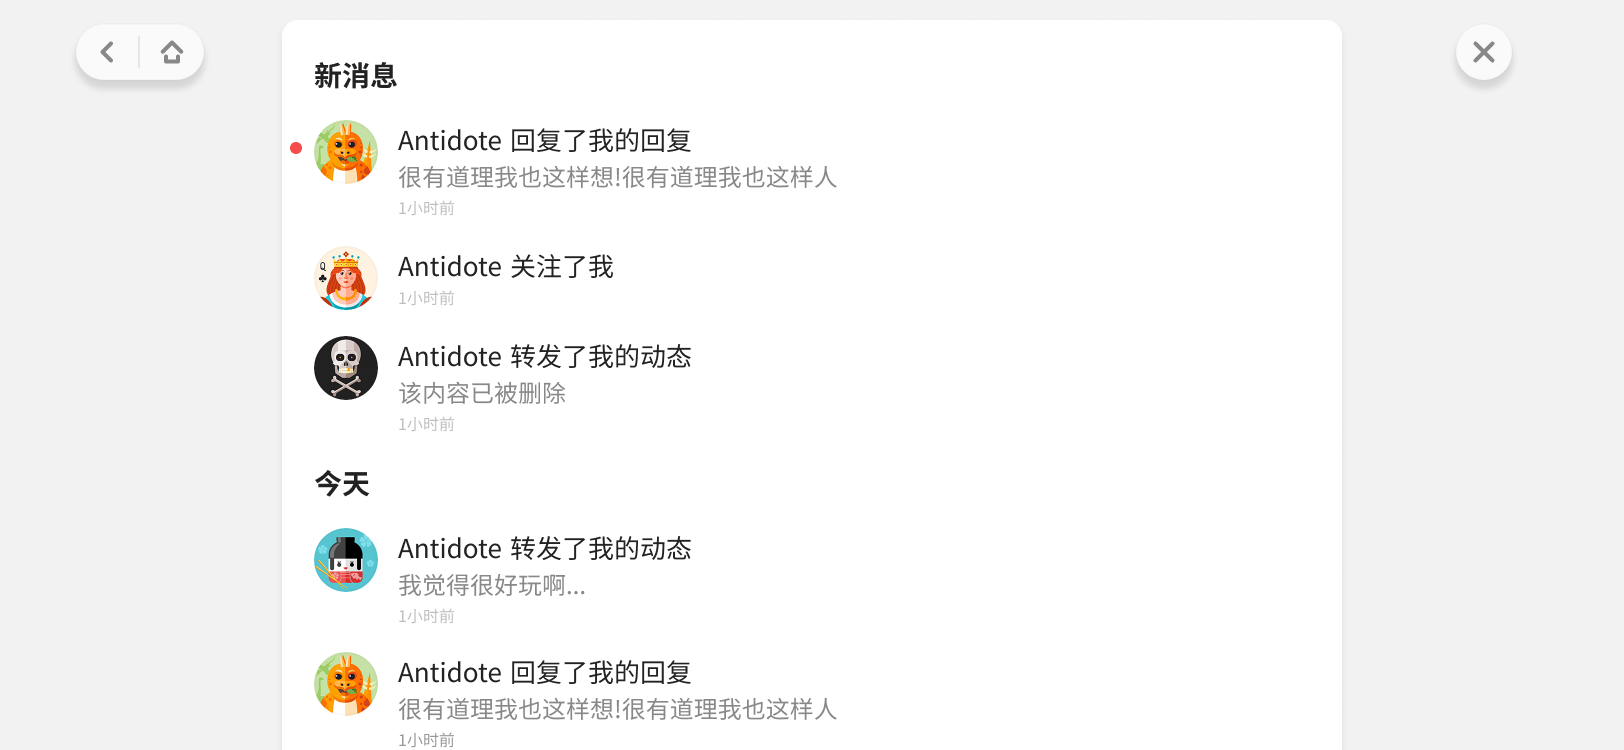 新消息
Antidote 回复了我的回复
很有道理我也这样想!很有道理我也这样人
1小时前
Q
Antidote 关注了我
1小时前
Antidote 转发了我的动态
该内容已被删除
1小时前
今天
Antidote 转发了我的动态
我觉得很好玩啊...
1小时前
Antidote 回复了我的回复
很有道理我也这样想!很有道理我也这样人
1小时前